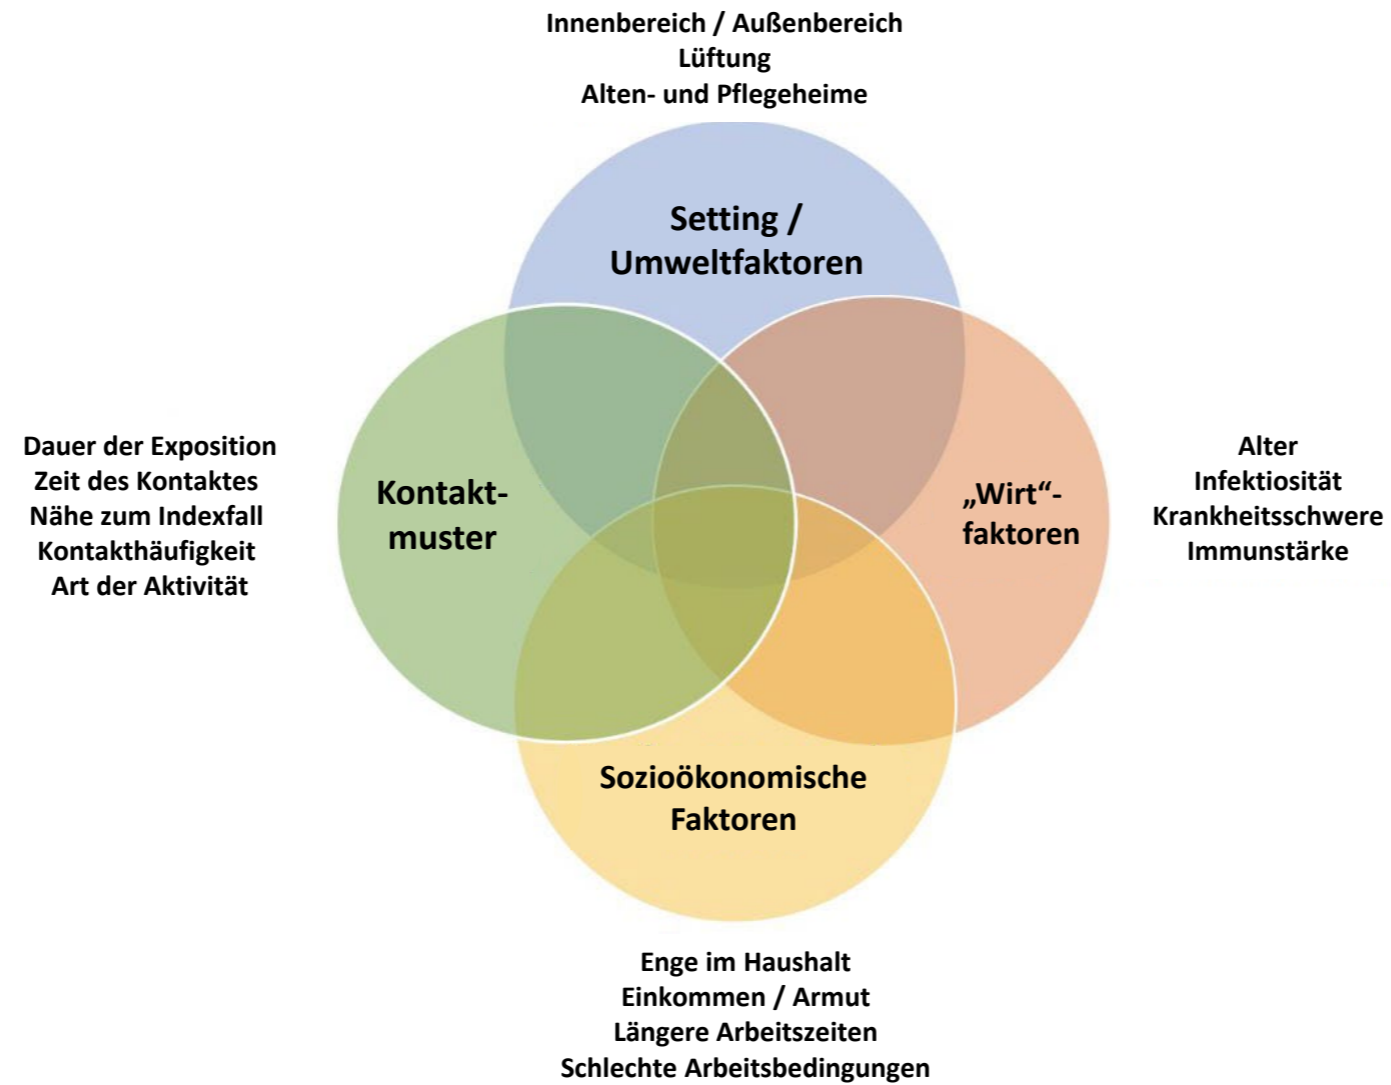 Innenbereich / Außenbereich
Lüftung
Alten- und Pflegeheime
Setting /
Umweltfaktoren
Dauer der Exposition
Zeit des Kontaktes
Nähe zum Indexfall
Kontakthäufigkeit
Art der Aktivität
Kontakt-
muster
„Wirt“-
faktoren
Alter
Infektiosität
Krankheitsschwere
Immunstärke
Sozioökonomische
Faktoren
Enge im Haushalt
Einkommen / Armut
Längere Arbeitszeiten
Schlechte Arbeitsbedingungen